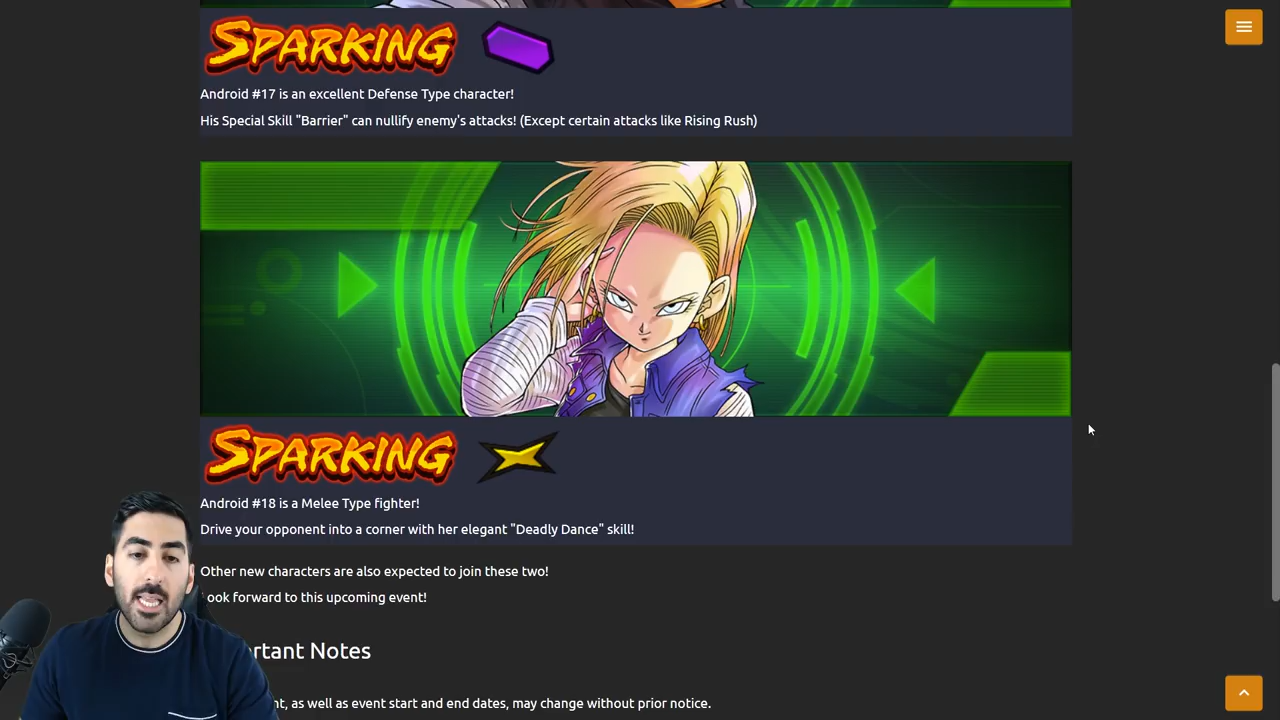 SPARKING
Android #17 is an excellent Defense Type character!
His Special Skill "Barrier" can nullify enemy's attacks! (Except certain attacks like Rising Rush)
SPARKING
Android #18 is a Melee Type fighter!
Drive your opponent into a corner with her elegant "Deadly Dance" skill!
Other new characters are also expected to join these two!
ook forward to this upcoming event!
rtant Notes
, as well as event start and end dates, may change without prior notice.